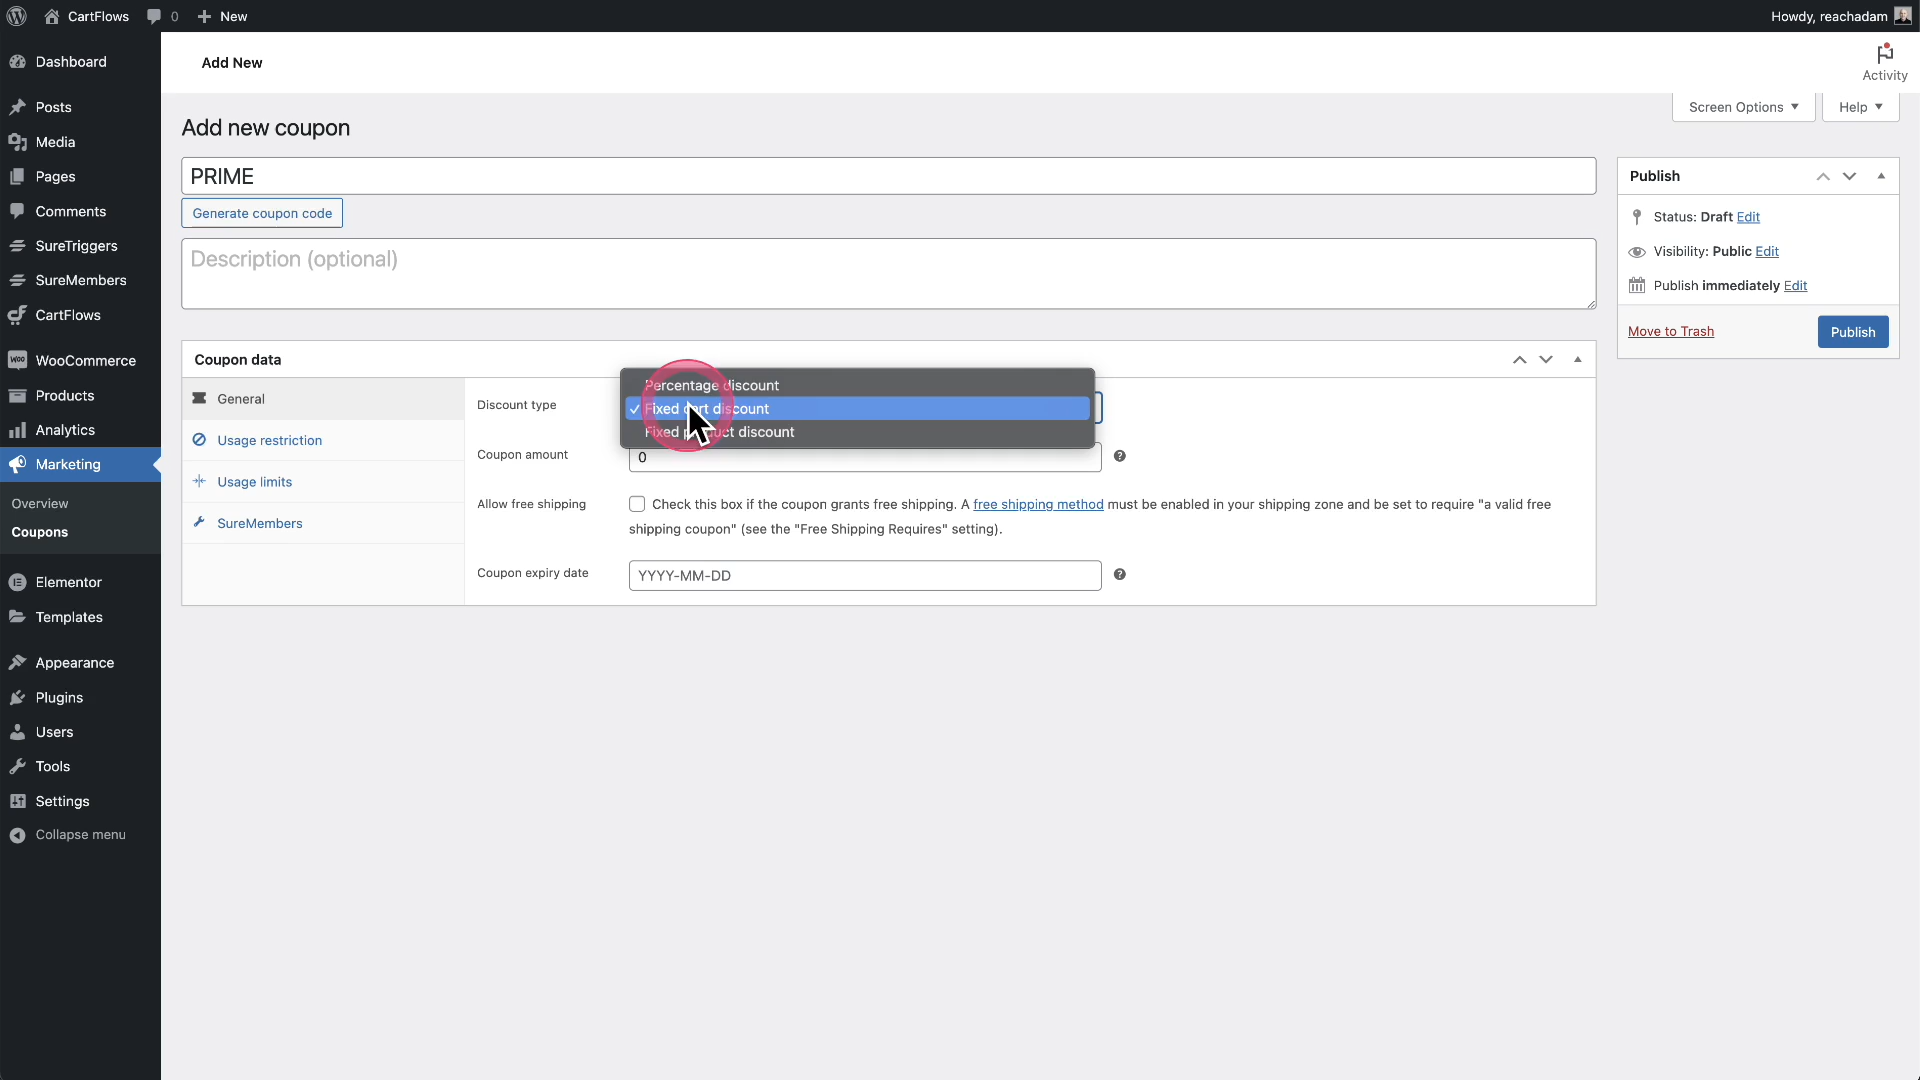 CartFlows 0 New Howdy, reachadam
Add New
Activity
Screen Options Help
Dashboard
Posts
Media
Pages
Comments
SureTriggers
SureMembers
CartFlows
WooCommerce
Products
Analytics
Marketing
Overview
Coupons
Elementor
Templates
Appearance
Plugins
Users
Tools
Settings
Collapse menu
Add new coupon
PRIME
Generate coupon code
Description (optional)
Coupon data
General
Usage restriction
Usage limits
SureMembers
Discount type
Percentage discount
Fixed cart discount
Fixed product discount
Coupon amount
0
Allow free shipping
Check this box if the coupon grants free shipping. A free shipping method must be enabled in your shipping zone and be set to require "a valid free
shipping coupon" (see the "Free Shipping Requires" setting).
Coupon expiry date
YYYY-MM-DD
Publish
Status: Draft Edit
Visibility: Public Edit
Publish immediately Edit
Move to Trash
Publish